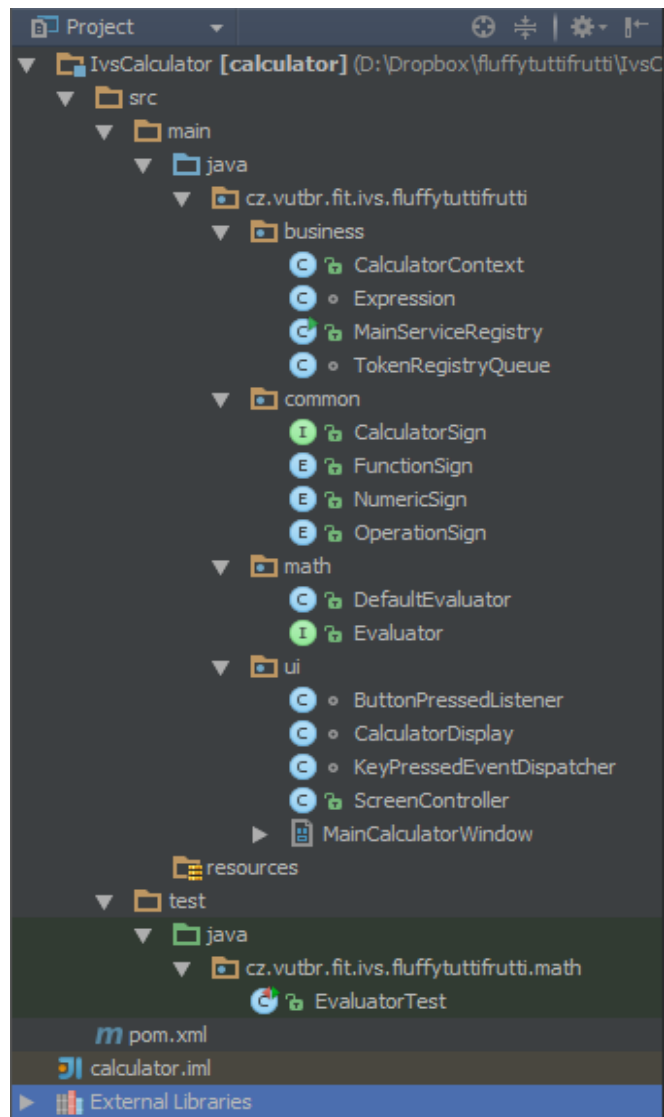 Project
IvsCalculator [calculator] (D:\Dropbox\fluffytuttifrutti\IvsC
src
main
java
cz.vutbr.fit.ivs.fluffytuttifrutti
business
CalculatorContext
Expression
MainServiceRegistry
TokenRegistryQueue
common
CalculatorSign
FunctionSign
NumericSign
OperationSign
math
DefaultEvaluator
Evaluator
ui
ButtonPressedListener
CalculatorDisplay
KeyPressedEventDispatcher
ScreenController
MainCalculatorWindow
resources
test
java
cz.vutbr.fit.ivs.fluffytuttifrutti.math
EvaluatorTest
pom.xml
calculator.iml
External Libraries